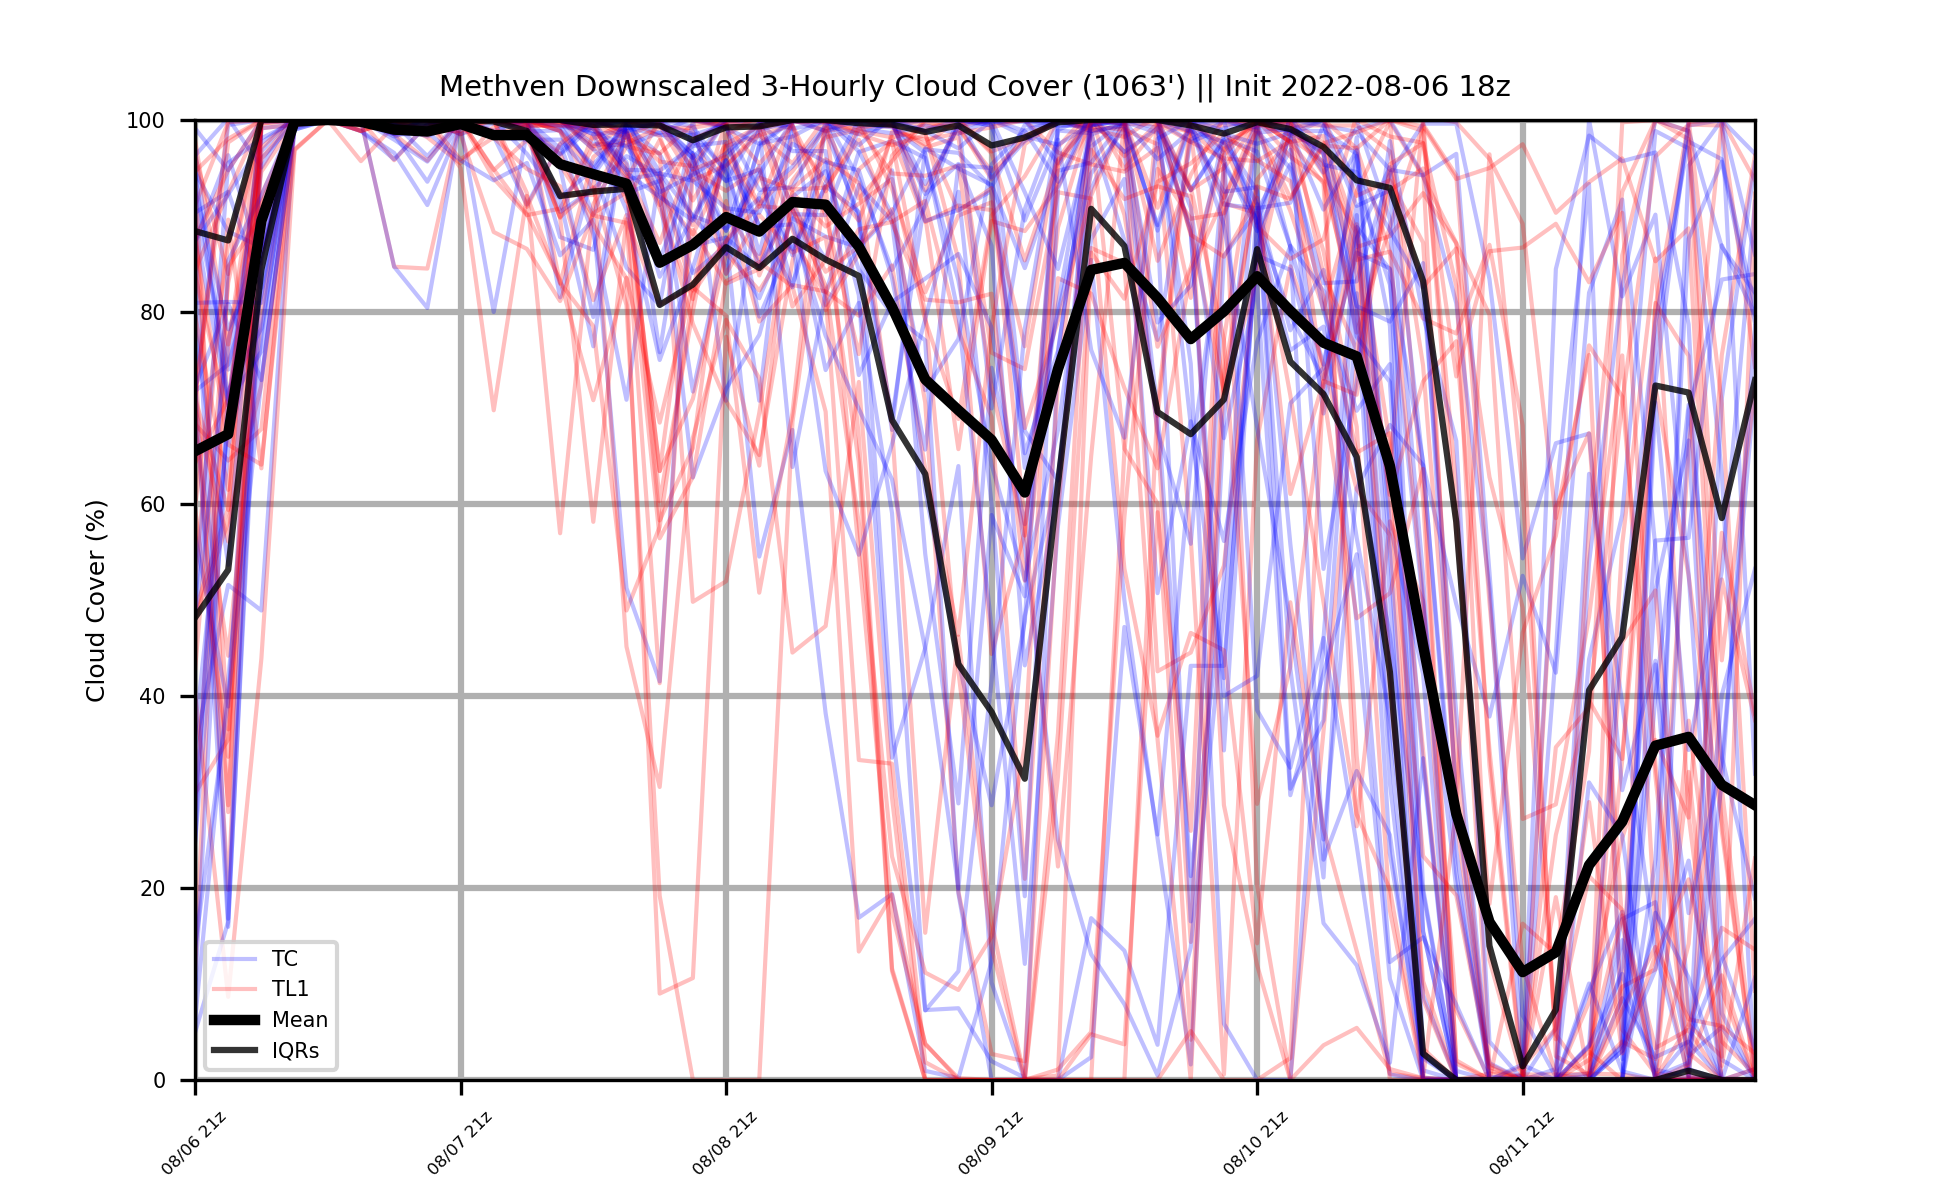 Methven Downscaled 3-Hourly Cloud Cover (1063') || Init 2022-08-06 18z
Cloud Cover (%)
100
80
60
40
20
0
TC
TL1
Mean
IQRs
08/06 21z
08/07 21z
08/08 21z
08/09 21z
08/10 21z
08/11 21z